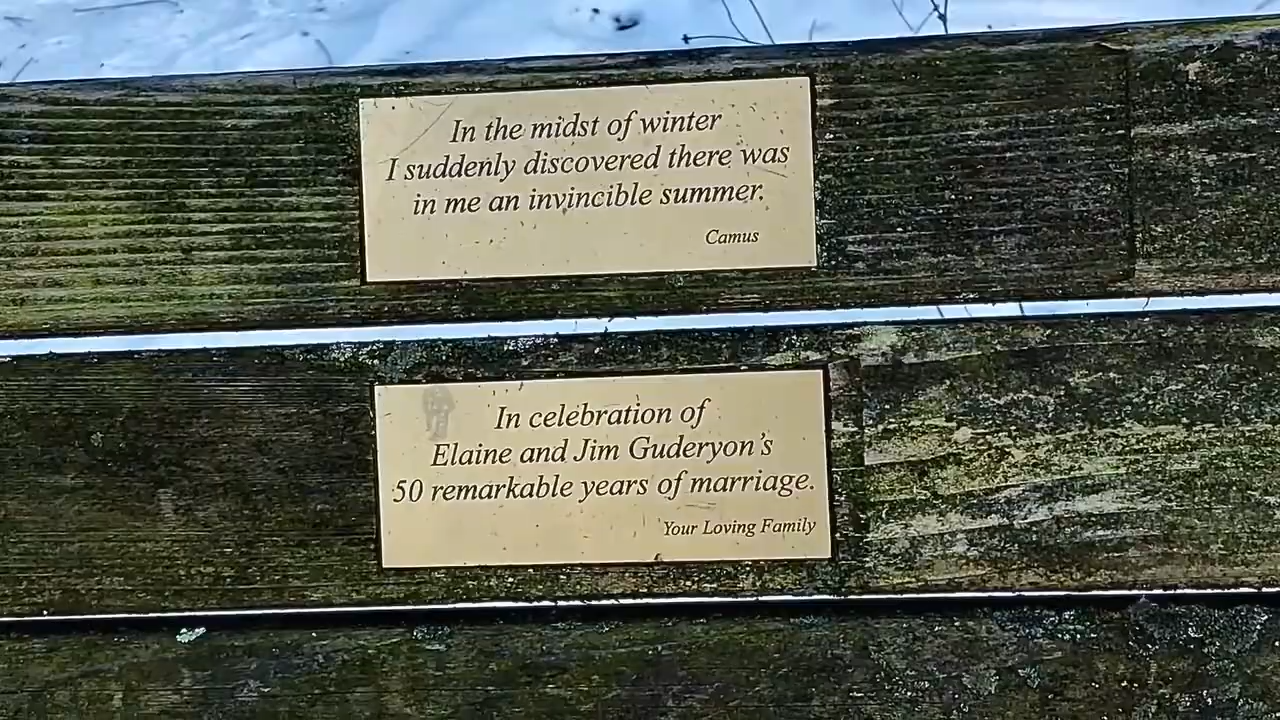 In the midst of winter
I suddenly discovered there was
in me an invincible summer.
Camus
In celebration of
Elaine and Jim Guderyon's
50 remarkable years of marriage.
Your Loving Family